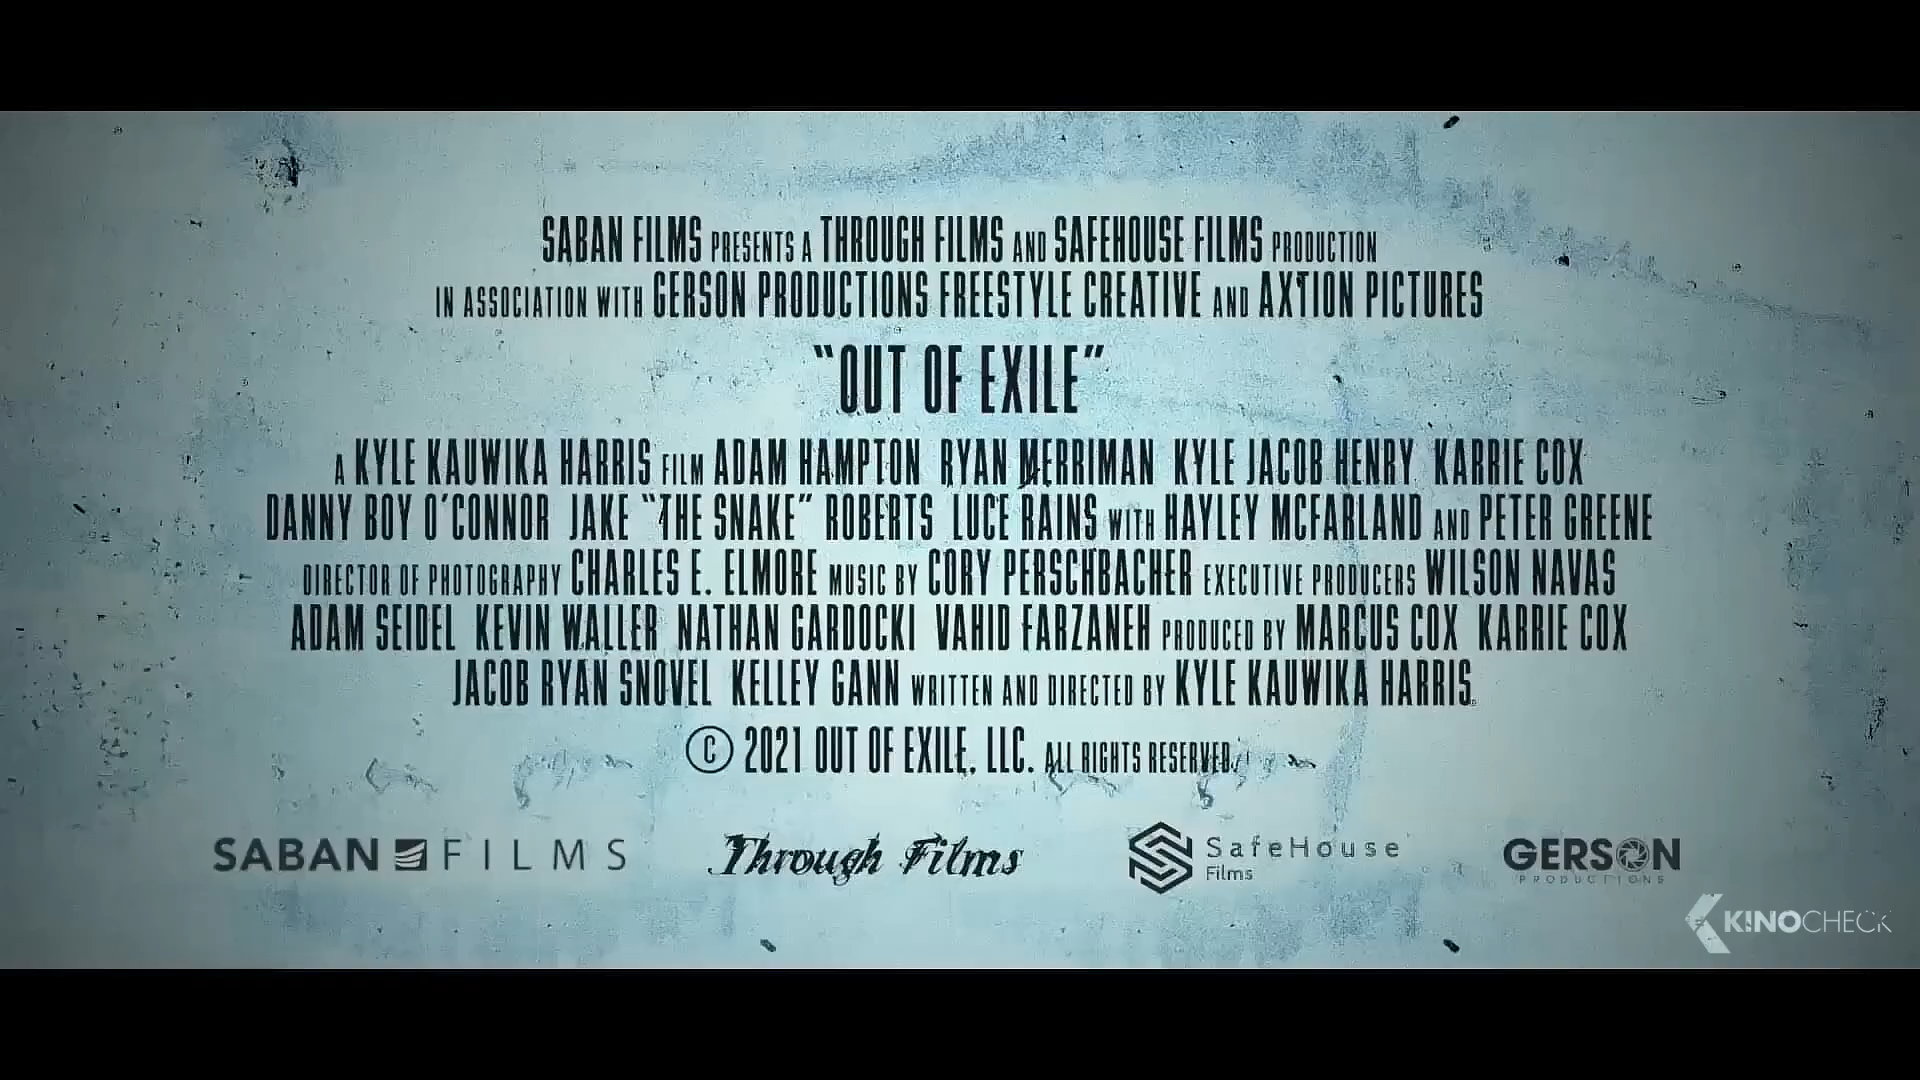 SABAN FILMS PRESENTS A THROUGH FILMS AND SAFEHOUSE FILMS PRODUCTION
IN ASSOCIATION WITH GERSON PRODUCTIONS FREESTYLE CREATIVE AND AXTION PICTURES
"OUT OF EXILE"
A KYLE KAUWIKA HARRIS FILM ADAM HAMPTON RYAN MERRIMAN KYLE JACOB HENRY KARRIE COX
DANNY BOY O'CONNOR JAKE "THE SNAKE" ROBERTS LUCE RAINS WITH HAYLEY MCFARLAND AND PETER GREENE
DIRECTOR OF PHOTOGRAPHY CHARLES E. ELMORE MUSIC BY CORY PERSCHBACHER EXECUTIVE PRODUCERS WILSON NAVAS
ADAM SEIDEL KEVIN WALLER NATHAN GARDOCKI VAHID FARZANEH PRODUCED BY MARCUS COX KARRIE COX
JACOB RYAN SNOVEL KELLEY GANN WRITTEN AND DIRECTED BY KYLE KAUWIKA HARRIS
© 2021 OUT OF EXILE, LLC. ALL RIGHTS RESERVED.
SABAN FILMS
Through Films
SafeHouse
Films
GERSON
PRODUCTIONS
KINOCHECK